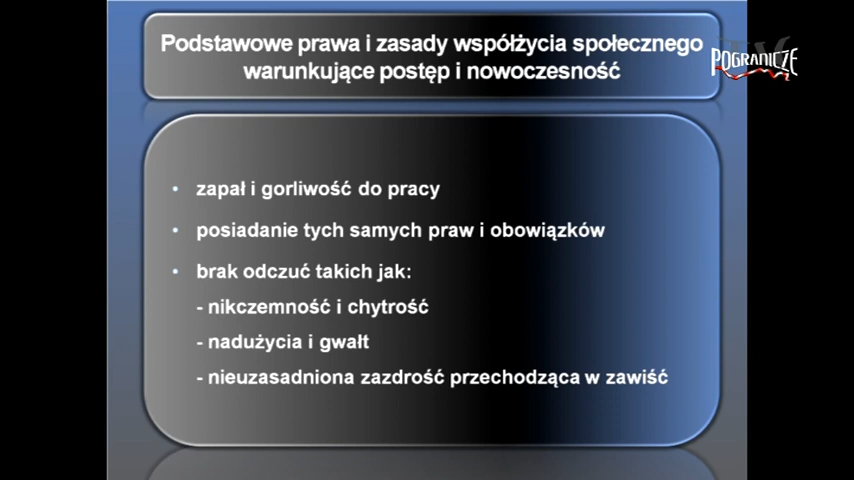 Podstawowe prawa i zasady współżycia społecznego
warunkujące postęp i nowoczesność
TV
POGRANICZE
• zapał i gorliwość do pracy
• posiadanie tych samych praw i obowiązków
• brak odczuć takich jak:
- nikczemność i chytrość
- nadużycia i gwałt
- nieuzasadniona zazdrość przechodząca w zawiść